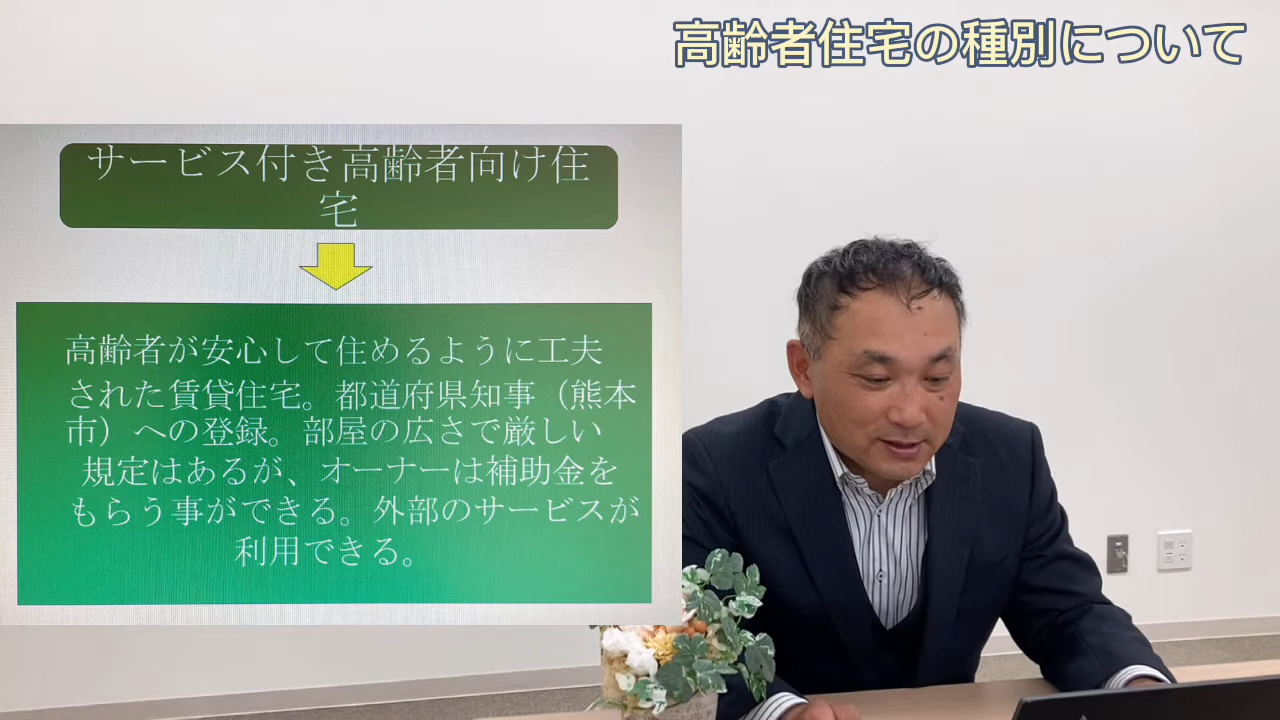 高齢者住宅の種別について
サービス付き高齢者向け住
宅
高齢者が安心して住めるように工夫
された賃貸住宅。都道府県知事（熊本
市）への登録。部屋の広さで厳しい
規定はあるが、オーナーは補助金を
もらう事ができる。外部のサービスが
利用できる。